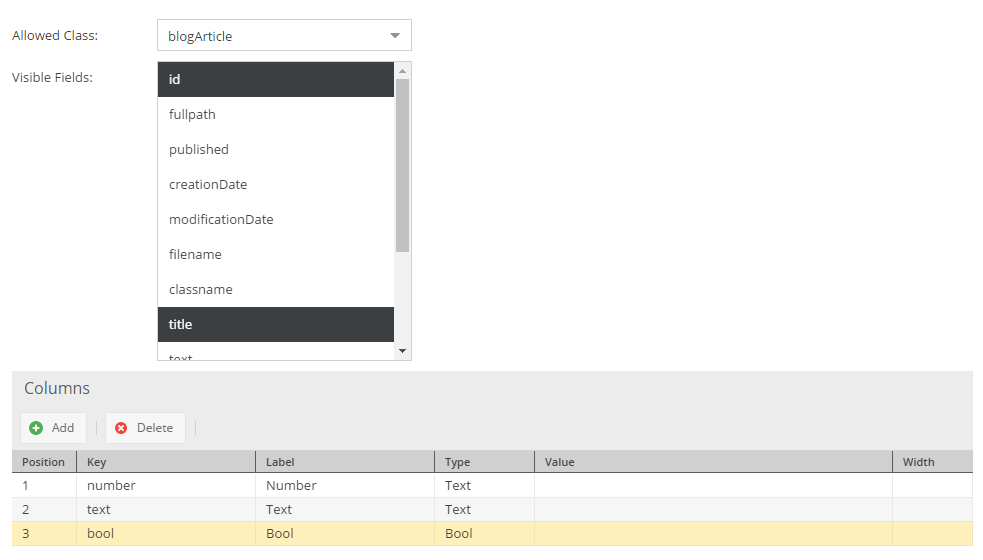 Allowed Class: blogArticle
Visible Fields: id
fullpath
published
creationDate
modificationDate
filename
classname
title
text
Columns
Add Delete
Position Key Label Type Value Width
1 number Number Text
2 text Text Text
3 bool Bool Bool